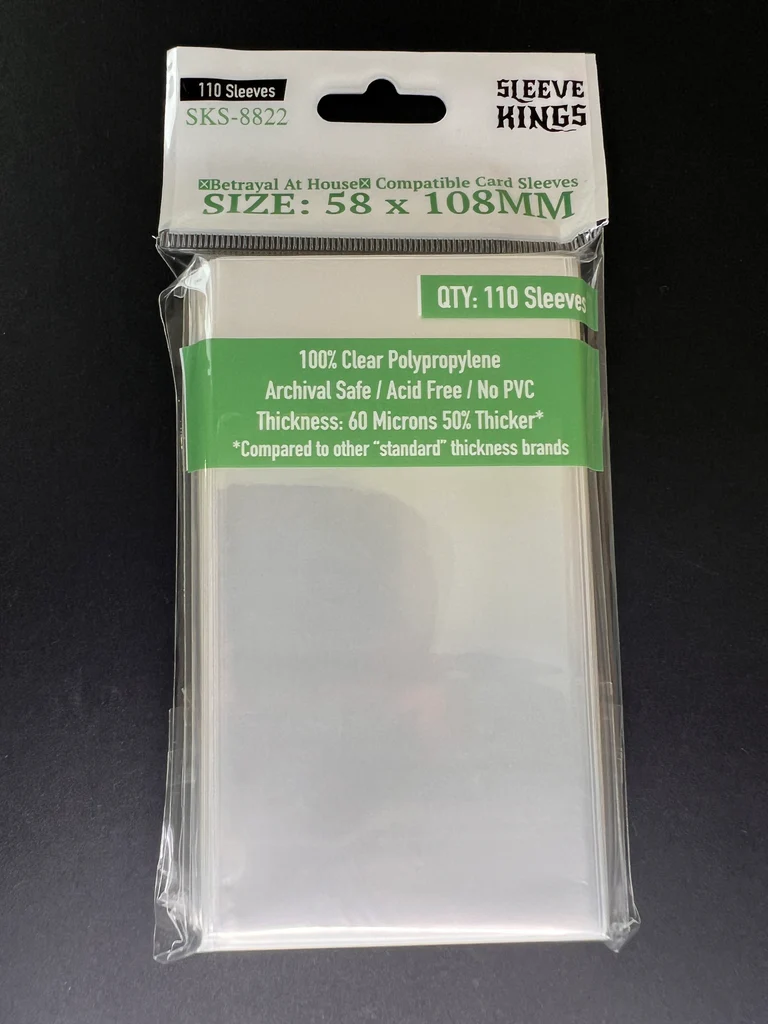 110 Sleeves
SKS-8822
SLEEVE
KINGS
☒Betrayal At House☒ Compatible Card Sleeves
SIZE: 58 x 108MM
QTY: 110 Sleeves
100% Clear Polypropylene
Archival Safe / Acid Free / No PVC
Thickness: 60 Microns 50% Thicker*
*Compared to other “standard” thickness brands